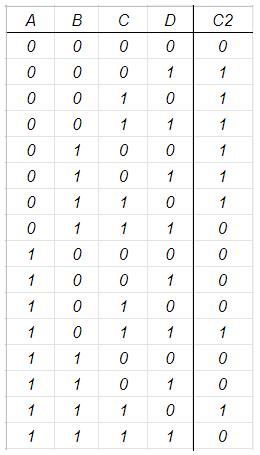 A B C D C2
0 0 0 0 0
0 0 0 1 1
0 0 1 0 1
0 0 1 1 1
0 1 0 0 1
0 1 0 1 1
0 1 1 0 1
0 1 1 1 0
1 0 0 0 0
1 0 0 1 0
1 0 1 0 0
1 0 1 1 1
1 1 0 0 0
1 1 0 1 0
1 1 1 0 1
1 1 1 1 0